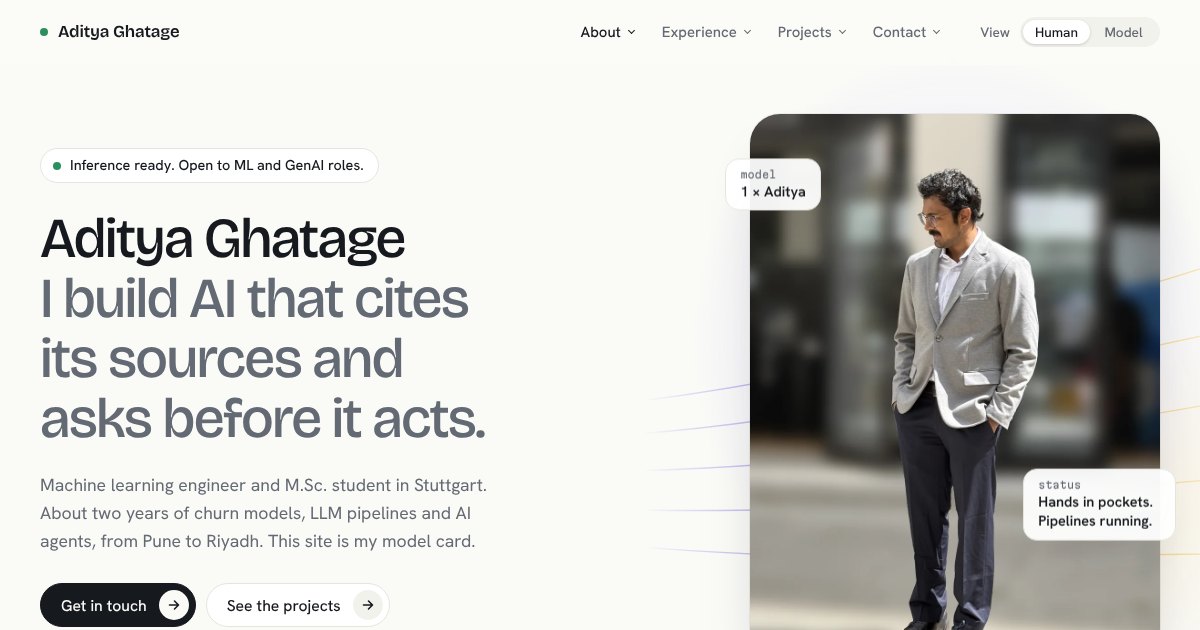 Aditya Ghatage
About
Experience
Projects
Contact
View
Human
Model
Inference ready. Open to ML and GenAI roles.
Aditya Ghatage
I build AI that cites
its sources and
asks before it acts.
Machine learning engineer and M.Sc. student in Stuttgart.
About two years of churn models, LLM pipelines and AI
agents, from Pune to Riyadh. This site is my model card.
Get in touch
See the projects
model
1 × Aditya
status
Hands in pockets.
Pipelines running.